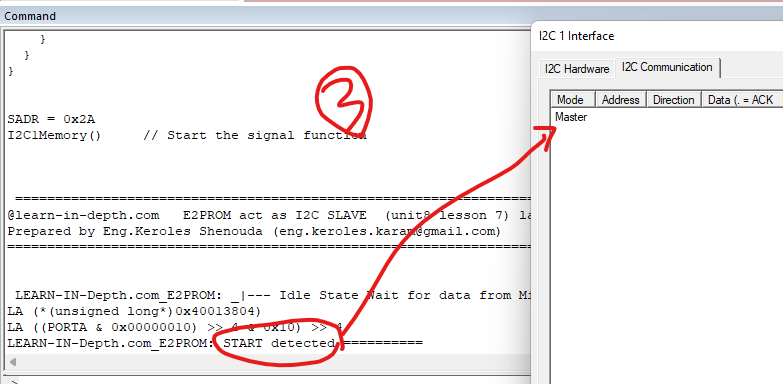 Command
}
}
}
SADR = 0x2A
I2C1Memory()      // Start the signal function
===============================================
@learn-in-depth.com   E2PROM act as I2C SLAVE  (unit8 lesson 7) la
Prepared by Eng.Keroles Shenouda (eng.keroles.karam@gmail.com)
===============================================
LEARN-IN-Depth.com_E2PROM: _|--- Idle State Wait for data from Mi
LA (*(unsigned long*)0x40013804)
LA ((PORTA & 0x00000010) >> 4 & 0x10) >> 4
LEARN-IN-Depth.com_E2PROM: START detected ==========
3
I2C 1 Interface
I2C Hardware   I2C Communication
Mode   Address   Direction   Data (. = ACK
Master